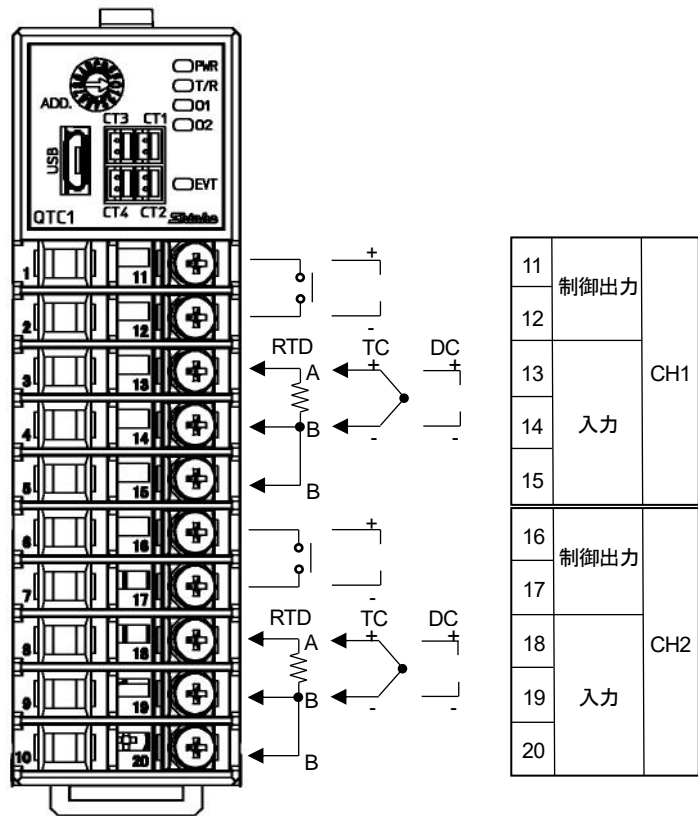 PWR
T/R
O1
O2
EVT
ADD.
USB
CT3 CT1
CT4 CT2
QTC1
Shinko
1 11
2 12
3 13
4 14
5 15
6 16
7 17
8 18
9 19
10 20
+
-
RTD TC DC
A + +
B - -
B
+
-
RTD TC DC
A + +
B - -
B
11 制御出力 CH1
12
13 入力
14
15
16 制御出力 CH2
17
18 入力
19
20